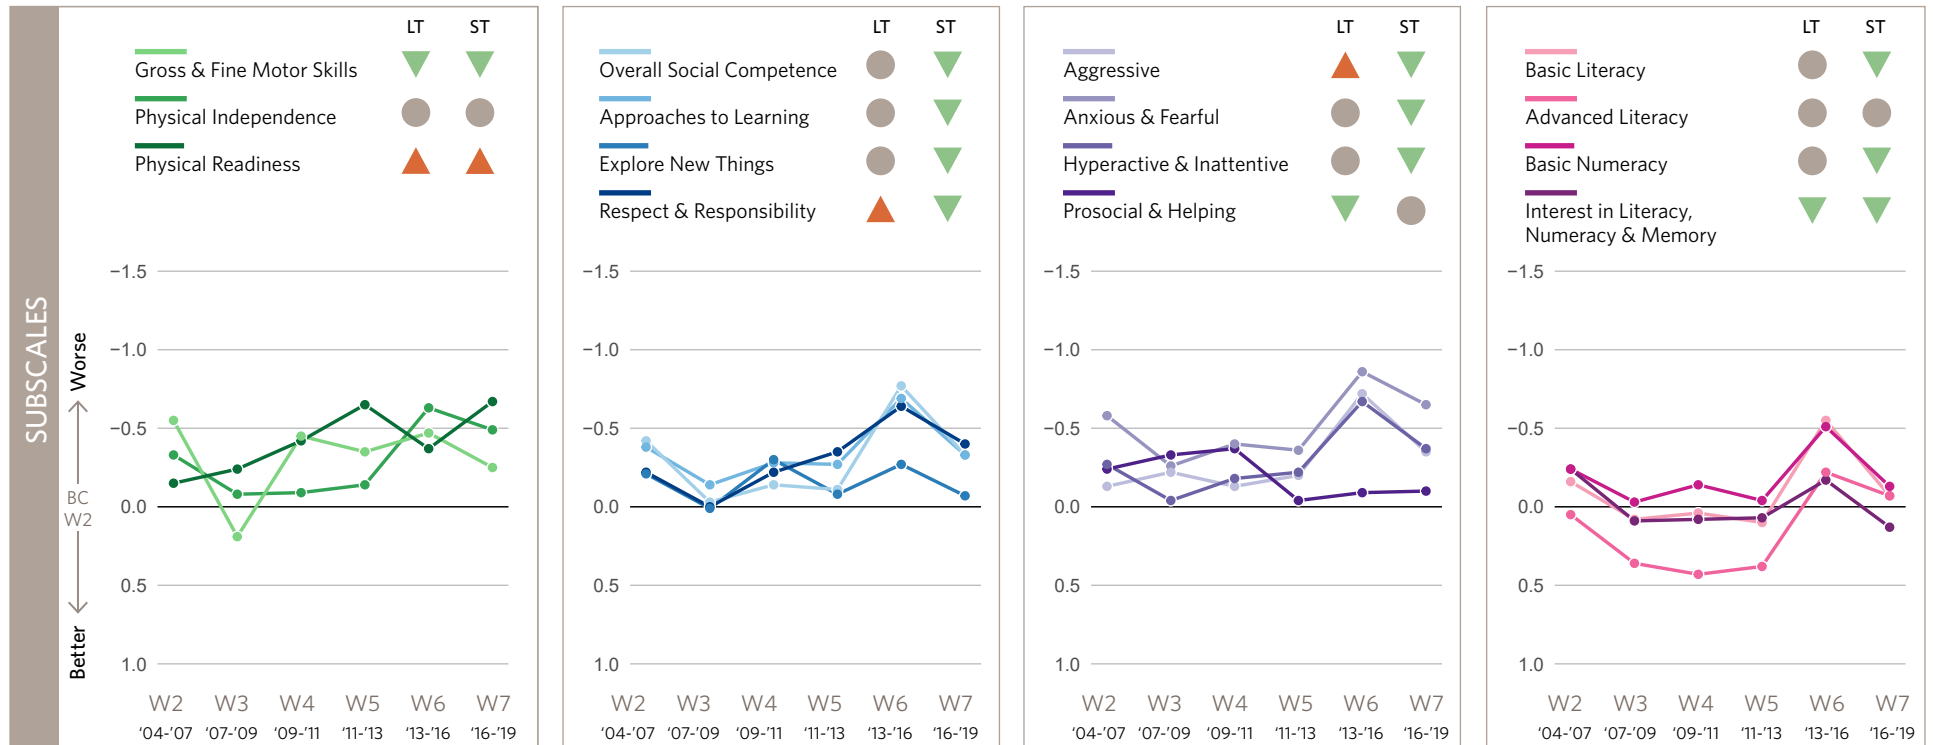 SUBSCALES
Worse
BC
W2
Better
LT ST
Gross & Fine Motor Skills
Physical Independence
Physical Readiness
−1.5
−1.0
−0.5
0.0
0.5
1.0
W2 W3 W4 W5 W6 W7
‘04-’07 ‘07-’09 ‘09-’11 ‘11-’13 ‘13-’16 ‘16-’19
LT ST
Overall Social Competence
Approaches to Learning
Explore New Things
Respect & Responsibility
−1.5
−1.0
−0.5
0.0
0.5
1.0
W2 W3 W4 W5 W6 W7
‘04-’07 ‘07-’09 ‘09-’11 ‘11-’13 ‘13-’16 ‘16-’19
LT ST
Aggressive
Anxious & Fearful
Hyperactive & Inattentive
Prosocial & Helping
−1.5
−1.0
−0.5
0.0
0.5
1.0
W2 W3 W4 W5 W6 W7
‘04-’07 ‘07-’09 ‘09-’11 ‘11-’13 ‘13-’16 ‘16-’19
LT ST
Basic Literacy
Advanced Literacy
Basic Numeracy
Interest in Literacy,
Numeracy & Memory
−1.5
−1.0
−0.5
0.0
0.5
1.0
W2 W3 W4 W5 W6 W7
‘04-’07 ‘07-’09 ‘09-’11 ‘11-’13 ‘13-’16 ‘16-’19